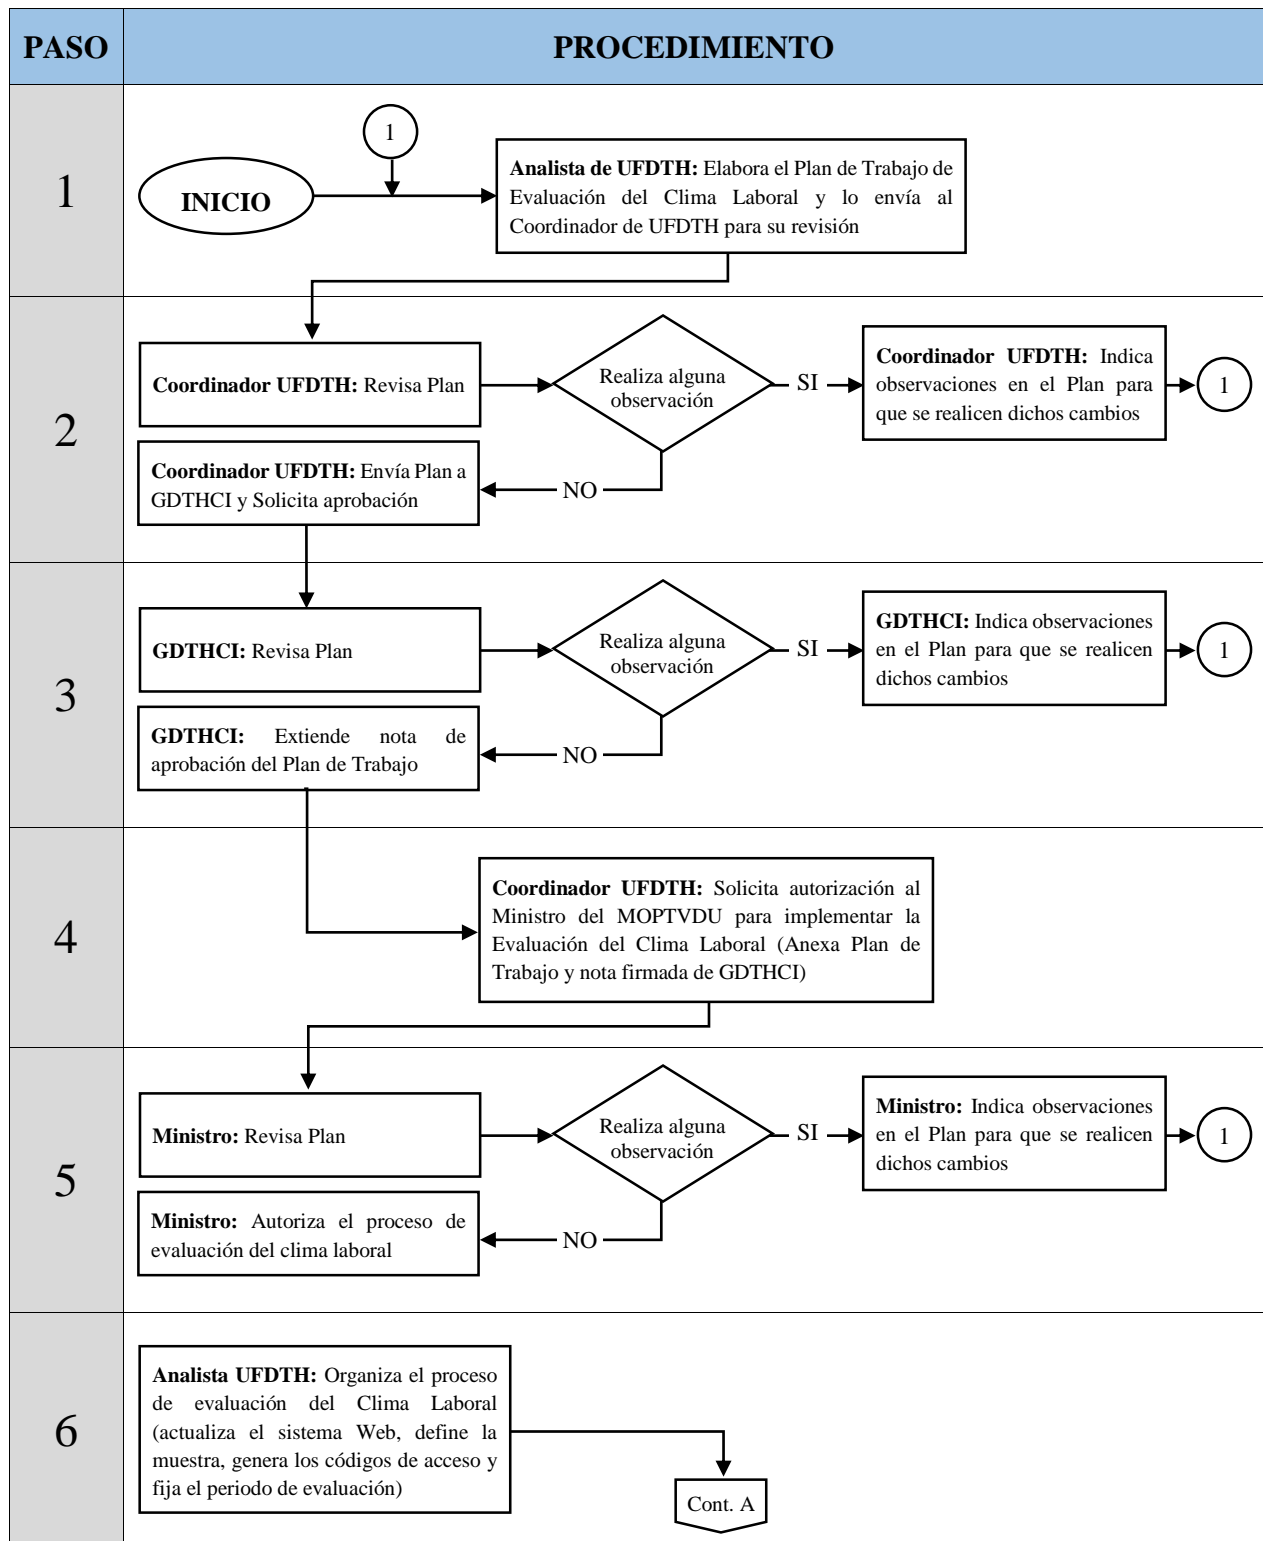 PASO
PROCEDIMIENTO
1
1
INICIO
Analista de UFDTH: Elabora el Plan de Trabajo de
Evaluación del Clima Laboral y lo envía al
Coordinador de UFDTH para su revisión
2
Coordinador UFDTH: Revisa Plan
Realiza alguna
observación
SI
Coordinador UFDTH: Indica
observaciones en el Plan para
que se realicen dichos cambios
1
Coordinador UFDTH: Envía Plan a
GDTHCI y Solicita aprobación
NO
3
GDTHCI: Revisa Plan
Realiza alguna
observación
SI
GDTHCI: Indica observaciones
en el Plan para que se realicen
dichos cambios
1
GDTHCI: Extiende nota de
aprobación del Plan de Trabajo
NO
4
Coordinador UFDTH: Solicita autorización al
Ministro del MOPTVDU para implementar la
Evaluación del Clima Laboral (Anexa Plan de
Trabajo y nota firmada de GDTHCI)
5
Ministro: Revisa Plan
Realiza alguna
observación
SI
Ministro: Indica observaciones
en el Plan para que se realicen
dichos cambios
1
Ministro: Autoriza el proceso de
evaluación del clima laboral
NO
6
Analista UFDTH: Organiza el proceso
de evaluación del Clima Laboral
(actualiza el sistema Web, define la
muestra, genera los códigos de acceso y
fija el periodo de evaluación)
Cont. A